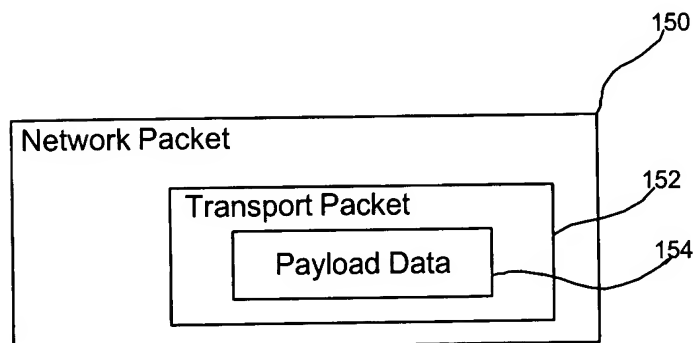 150
Network Packet
152
Transport Packet
154
Payload Data